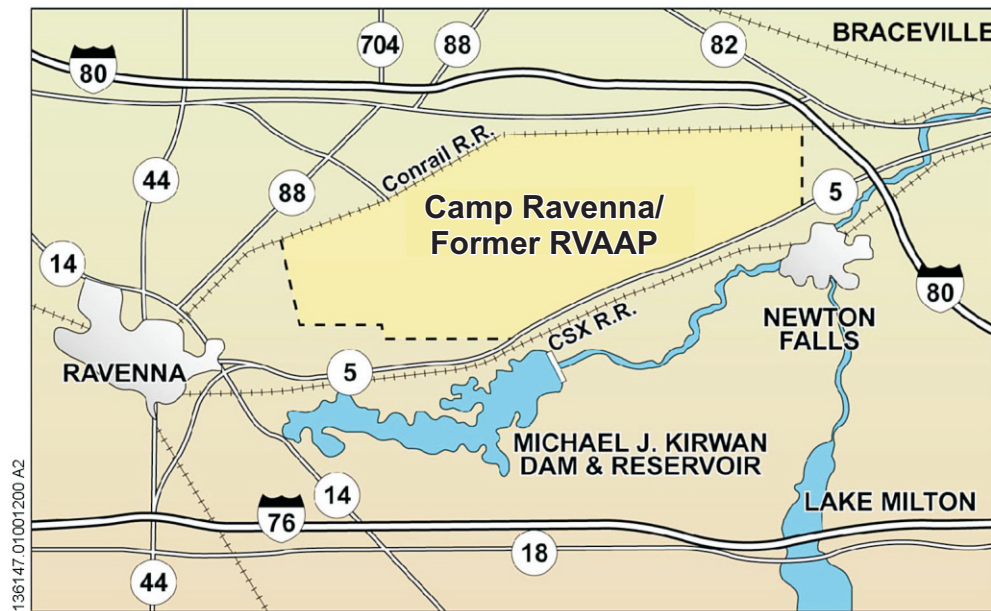 704
88
82
BRACEVILLE
80
44
88
Conrail R.R.
5
Camp Ravenna/
Former RVAAP
14
80
NEWTON
FALLS
CSX R.R.
RAVENNA
5
MICHAEL J. KIRWAN
DAM & RESERVOIR
14
LAKE MILTON
76
18
44
136147.01001200 A2